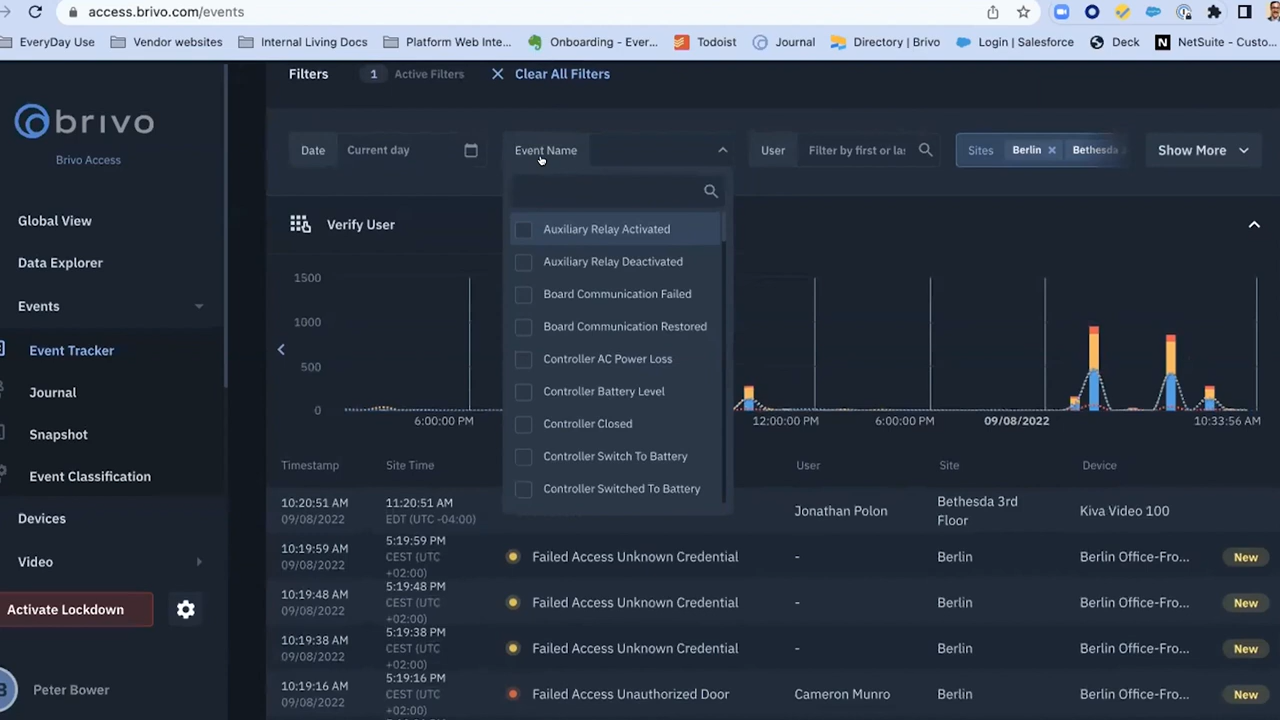 access.brivo.com/events
EveryDay Use Vendor websites Internal Living Docs Platform Web Inte... Onboarding - Ever... Todoist Journal Directory | Brivo Login | Salesforce Deck NetSuite - Custo...
Filters 1 Active Filters Clear All Filters
brivo
Brivo Access
Global View
Data Explorer
Events
Event Tracker
Journal
Snapshot
Event Classification
Devices
Video
Activate Lockdown
Peter Bower
Date Current day Event Name User Filter by first or las Sites Berlin Bethesda Show More
Verify User
Auxiliary Relay Activated
Auxiliary Relay Deactivated
Board Communication Failed
Board Communication Restored
Controller AC Power Loss
Controller Battery Level
Controller Closed
Controller Switch To Battery
Controller Switched To Battery
1500
1000
500
0
6:00:00 PM 12:00:00 PM 6:00:00 PM 09/08/2022 10:33:56 AM
Timestamp Site Time User Site Device
10:20:51 AM 11:20:51 AM Jonathan Polon Bethesda 3rd Kiva Video 100
09/08/2022 EDT (UTC -04:00) Floor
10:19:59 AM 5:19:59 PM Failed Access Unknown Credential - Berlin Berlin Office-Fro... New
09/08/2022 CEST (UTC
+02:00)
10:19:48 AM 5:19:48 PM Failed Access Unknown Credential - Berlin Berlin Office-Fro... New
09/08/2022 CEST (UTC
+02:00)
10:19:38 AM 5:19:38 PM Failed Access Unknown Credential - Berlin Berlin Office-Fro... New
09/08/2022 CEST (UTC
+02:00)
10:19:16 AM 5:19:16 PM Failed Access Unauthorized Door Cameron Munro Berlin Berlin Office-Fro... New
09/08/2022 CEST (UTC